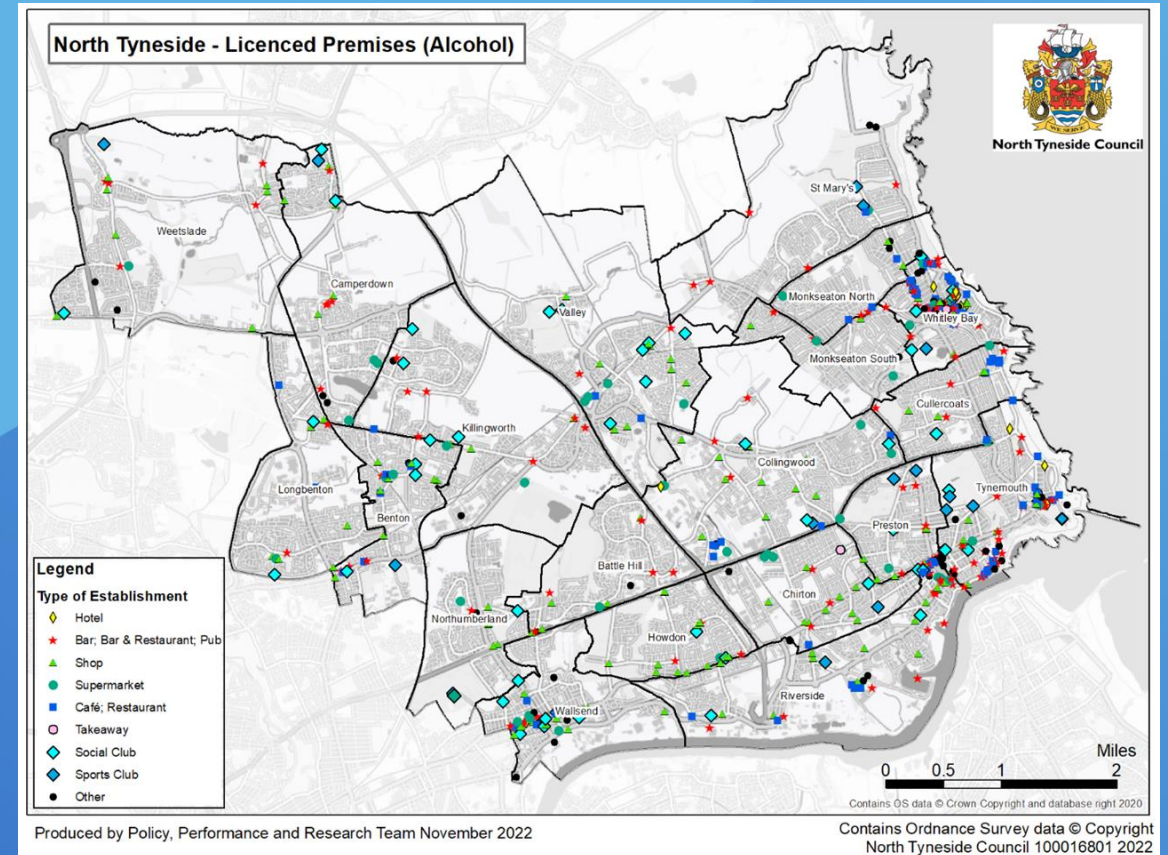 North Tyneside - Licenced Premises (Alcohol)
WE SERVE
North Tyneside Council
St Mary's
Weetslade
Camperdown
Valley
Monkseaton North
Whitley Bay
Monkseaton South
Cullercoats
Killingworth
Collingwood
Longbenton
Tynemouth
Benton
Preston
Battle Hill
Chirton
Northumberland
Howdon
Riverside
Wallsend
Legend
Type of Establishment
Hotel
Bar; Bar & Restaurant; Pub
Shop
Supermarket
Café; Restaurant
Takeaway
Social Club
Sports Club
Other
Miles
0 0.5 1 2
Contains OS data © Crown Copyright and database right 2020
Produced by Policy, Performance and Research Team November 2022
Contains Ordnance Survey data © Copyright
North Tyneside Council 100016801 2022